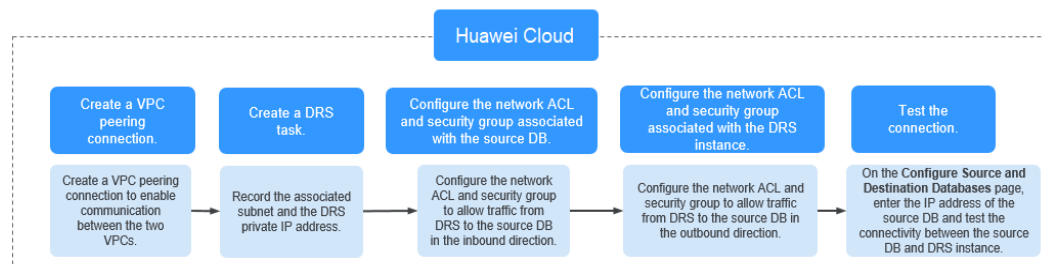 Huawei Cloud
Create a VPC
peering
connection.
Create a DRS
task.
Configure the network ACL
and security group associated
with the source DB.
Configure the network ACL
and security group
associated with the DRS
instance.
Test the
connection.
Create a VPC peering
connection to enable
communication
between the two
VPCs.
Record the associated
subnet and the DRS
private IP address.
Configure the network
ACL and security group
to allow traffic from
DRS to the source DB
in the inbound direction.
Configure the network ACL and
security group to allow traffic
from DRS to the source DB in
the outbound direction.
On the Configure Source and
Destination Databases page,
enter the IP address of the
source DB and test the
connectivity between the source
DB and DRS instance.